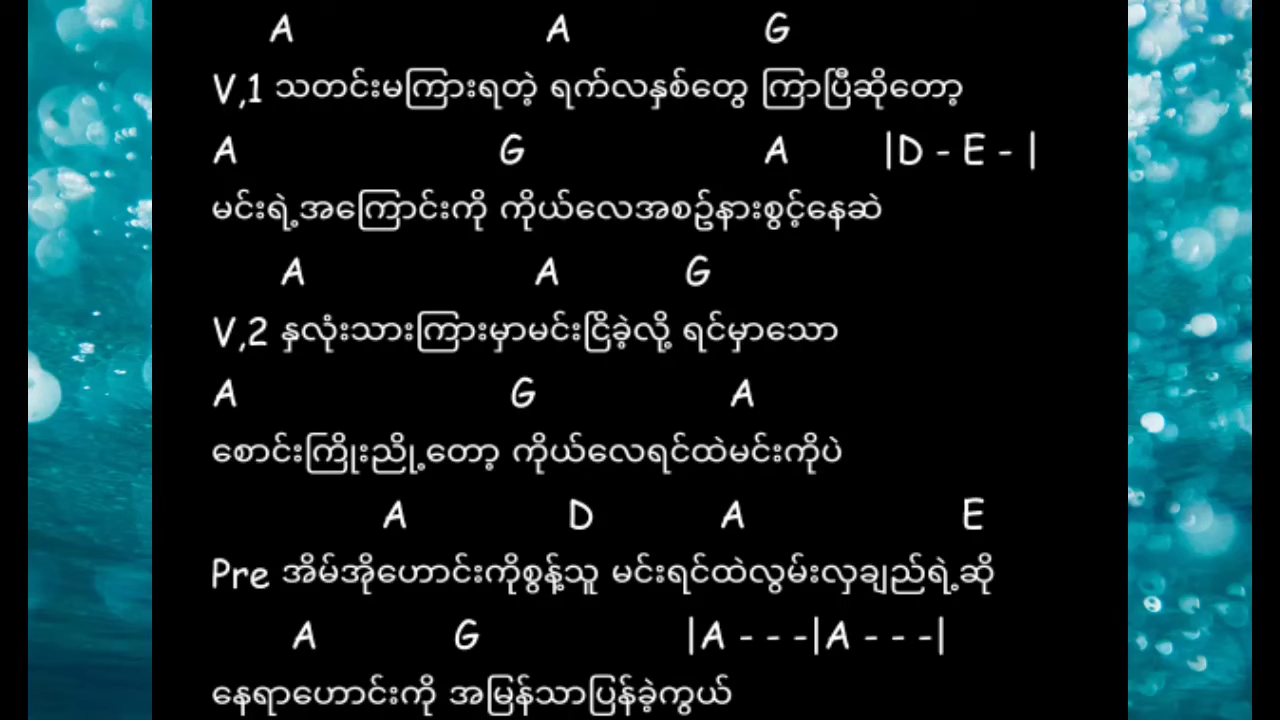 A A G
V,1 သတင်းမကြားရတဲ့ ရက်လနှစ်တွေ ကြာပြီဆိုတော့
A G A |D - E - |
မင်းရဲ့အကြောင်းကို ကိုယ်လေအစဥ်နားစွင့်နေဆဲ
A A G
V,2 နှလုံးသားကြားမှာမင်းငြိခဲ့လို့ ရင်မှာသော
A G A
စောင်းကြိုးညှို့တော့ ကိုယ်လေရင်ထဲမင်းကိုပဲ
A D A E
Pre အိမ်အိုဟောင်းကိုစွန့်သူ မင်းရင်ထဲလွမ်းလှချည်ရဲ့ဆို
A G |A - - -|A - - -|
နေရာဟောင်းကို အမြန်သာပြန်ခဲ့ကွယ်